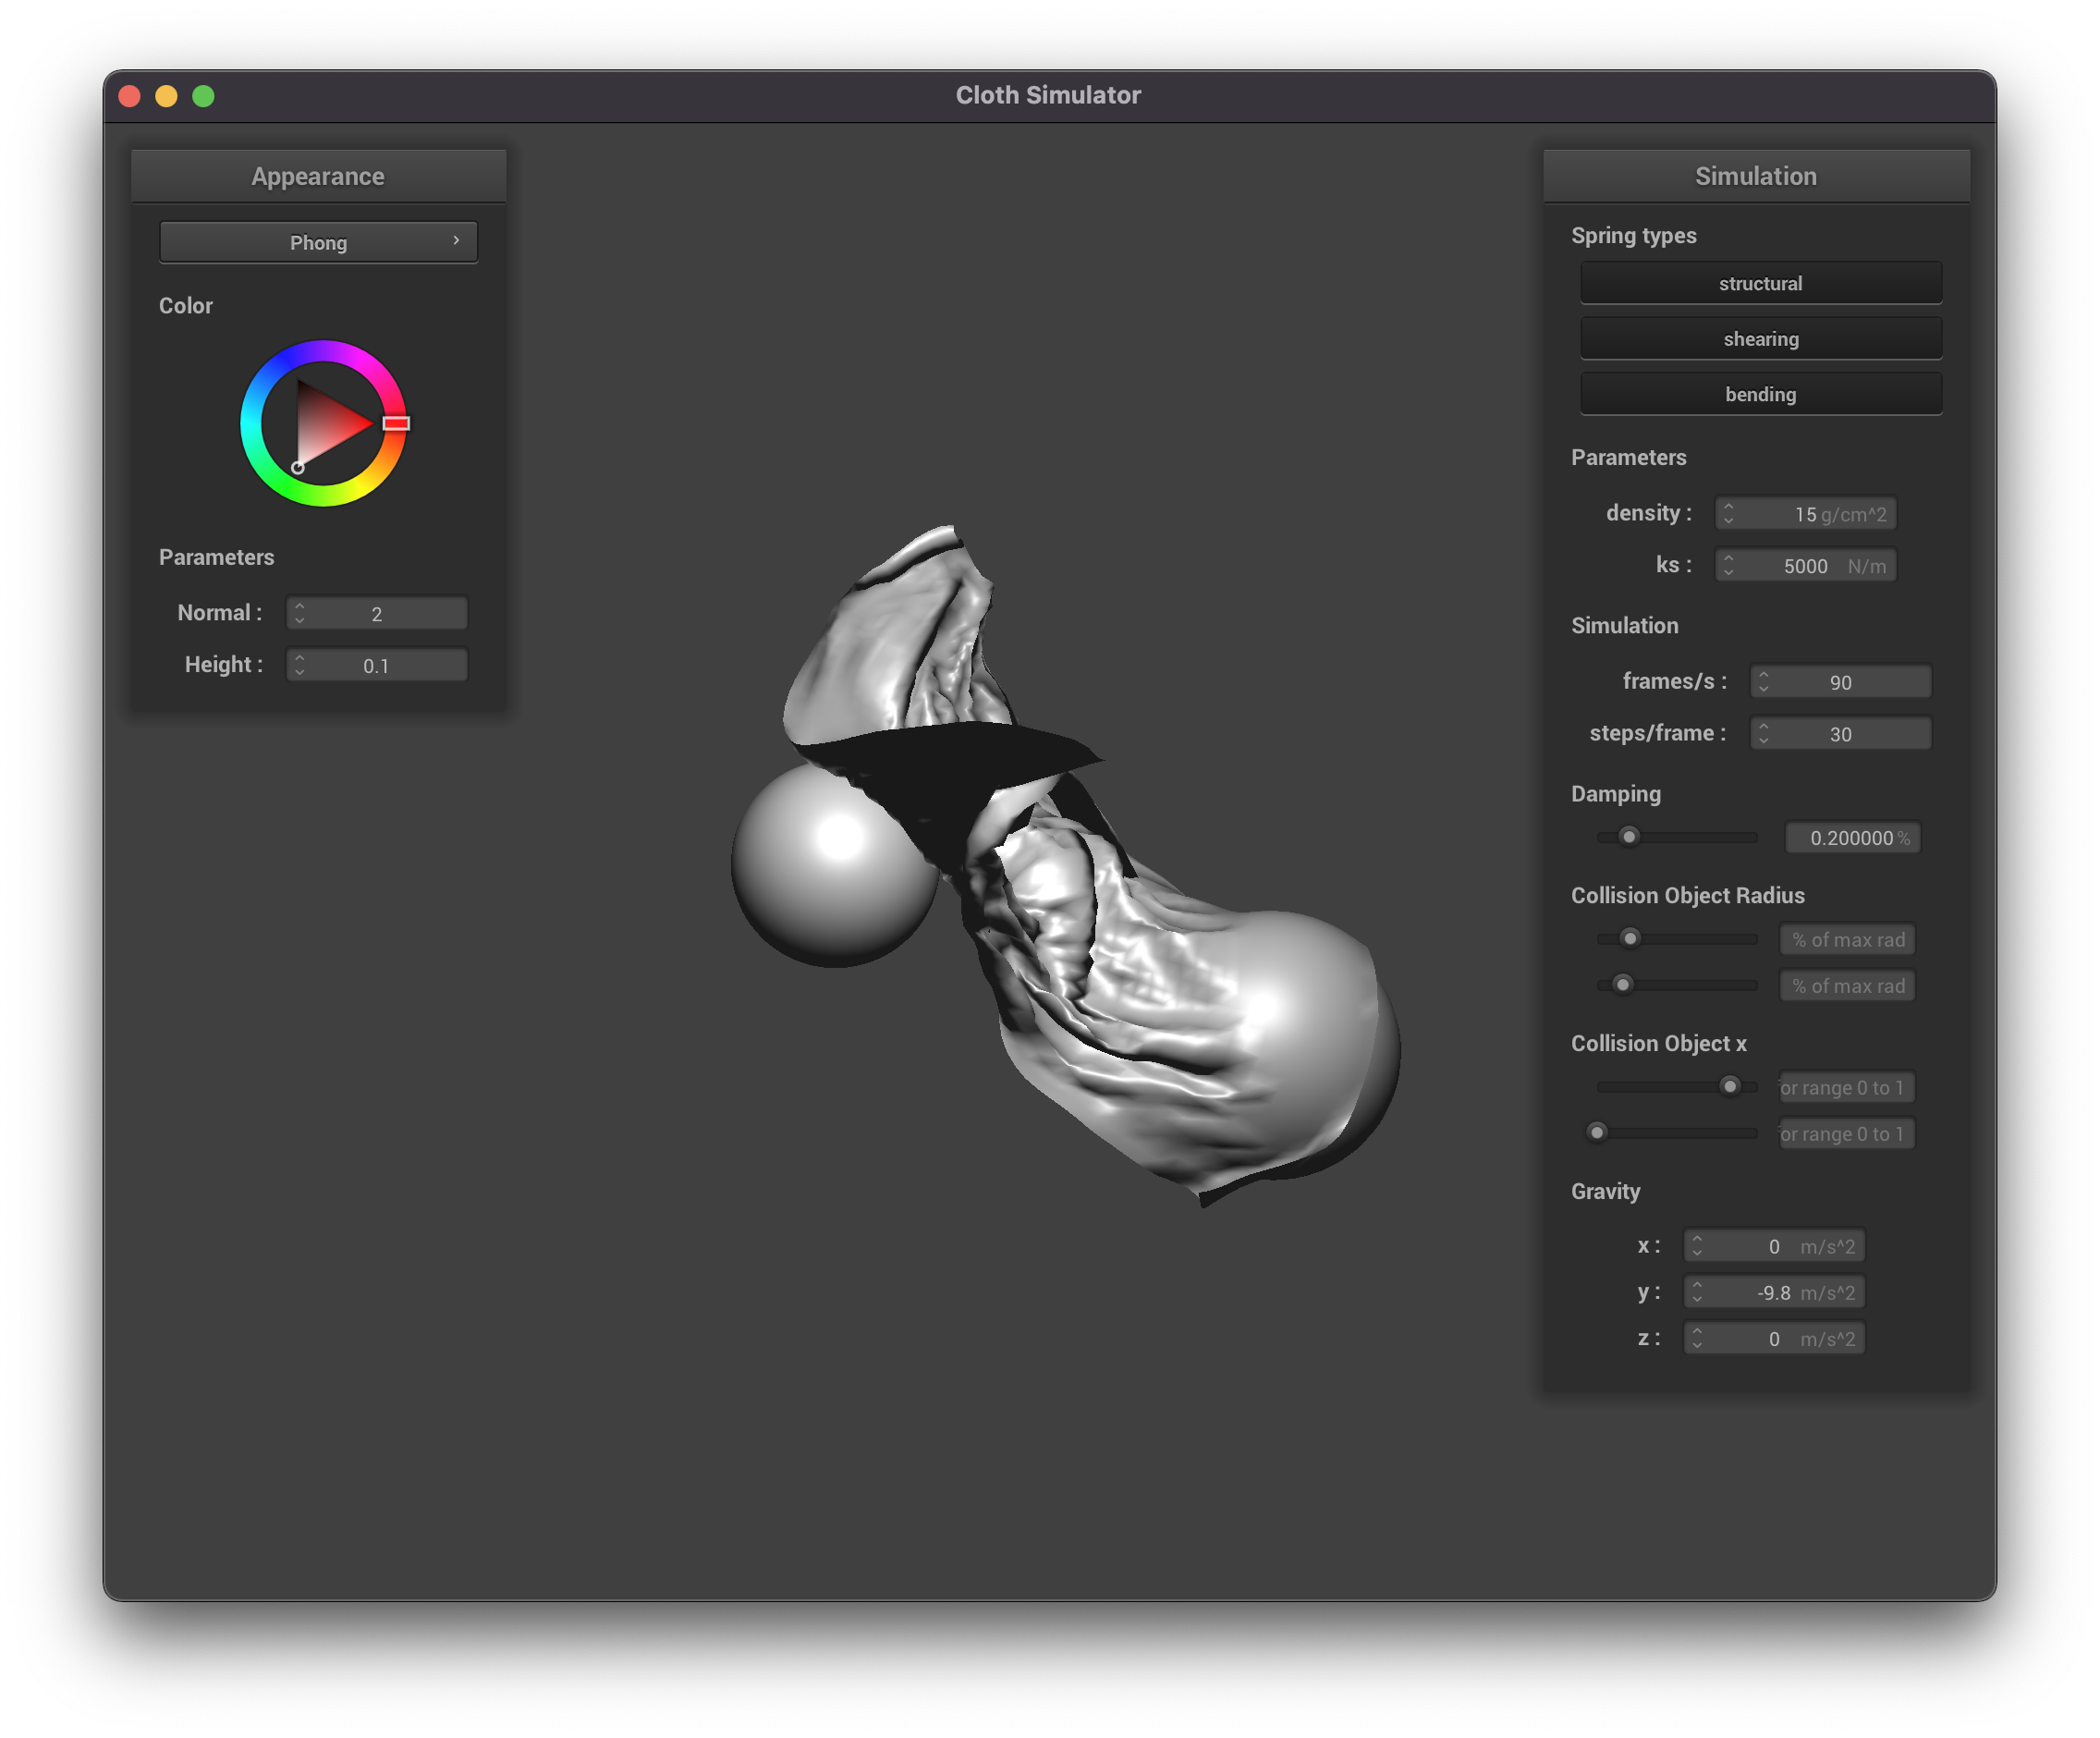 Cloth Simulator
Appearance
Phong
Color
Parameters
Normal : 2
Height : 0.1
Simulation
Spring types
structural
shearing
bending
Parameters
density : 15 g/cm^2
ks : 5000 N/m
Simulation
frames/s : 90
steps/frame : 30
Damping
0.200000 %
Collision Object Radius
% of max rad
% of max rad
Collision Object x
or range 0 to 1
or range 0 to 1
Gravity
x : 0 m/s^2
y : -9.8 m/s^2
z : 0 m/s^2